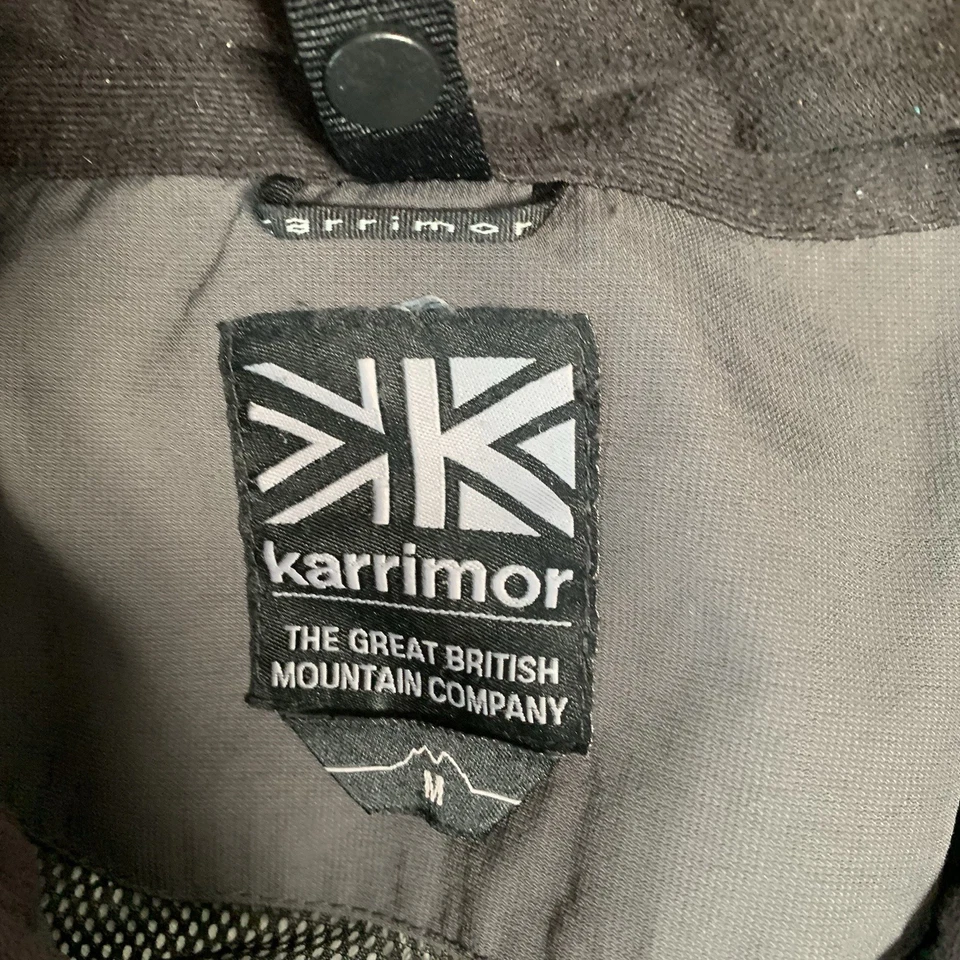 karrimor
karrimor
THE GREAT BRITISH
MOUNTAIN COMPANY
M